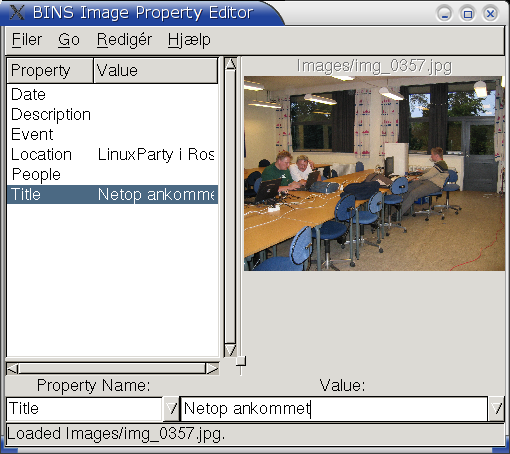 BINS Image Property Editor
Filer Go Redigér Hjælp
Property Value
Images/img_0357.jpg
Date
Description
Event
Location LinuxParty i Ros
People
Title Netop ankomme
Property Name: Value:
Title Netop ankommet
Loaded Images/img_0357.jpg.